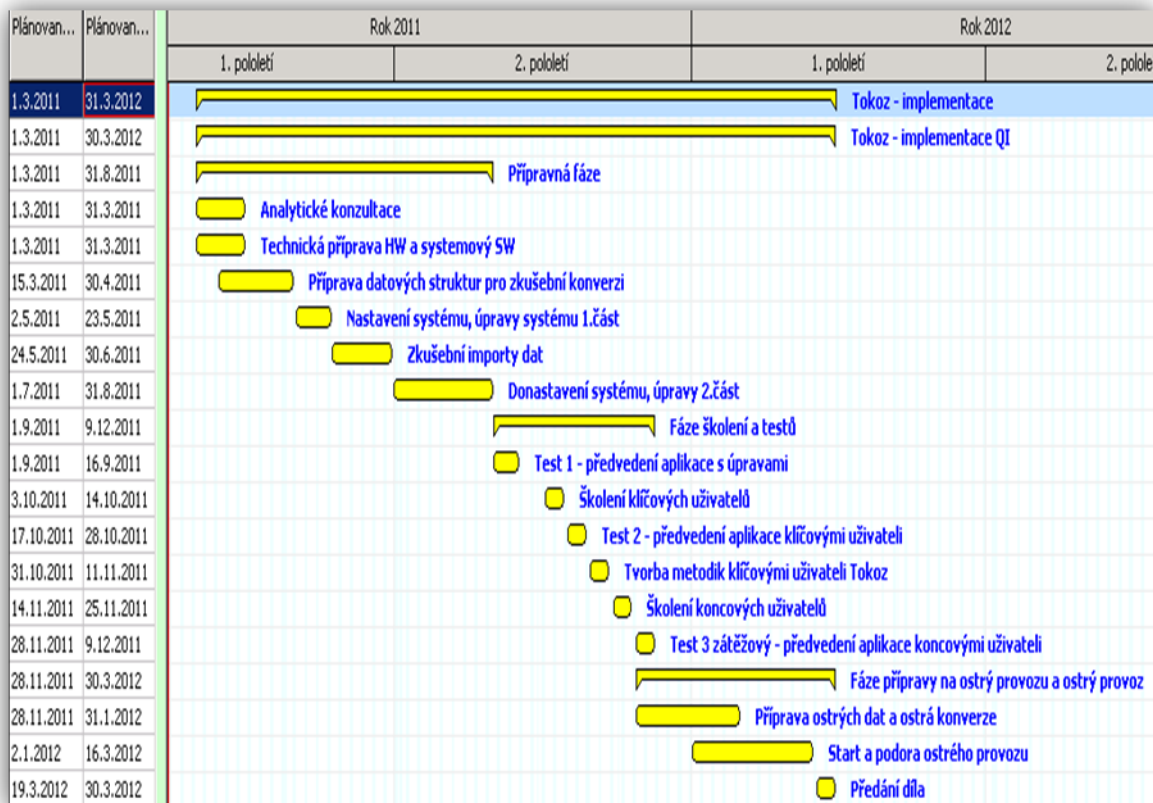 Plánovan... Plánovan... Rok 2011 Rok 2012
1. pololetí 2. pololetí 1. pololetí 2. polole
1.3.2011 31.3.2012 Tokoz - implementace
1.3.2011 30.3.2012 Tokoz - implementace QI
1.3.2011 31.8.2011 Přípravná fáze
1.3.2011 31.3.2011 Analytické konzultace
1.3.2011 31.3.2011 Technická příprava HW a systemový SW
15.3.2011 30.4.2011 Příprava datových struktur pro zkušební konverzi
2.5.2011 23.5.2011 Nastavení systému, úpravy systému 1.část
24.5.2011 30.6.2011 Zkušební importy dat
1.7.2011 31.8.2011 Donastavení systému, úpravy 2.část
1.9.2011 9.12.2011 Fáze školení a testů
1.9.2011 16.9.2011 Test 1 - předvedení aplikace s úpravami
3.10.2011 14.10.2011 Školení klíčových uživatelů
17.10.2011 28.10.2011 Test 2 - předvedení aplikace klíčovými uživateli
31.10.2011 11.11.2011 Tvorba metodik klíčovými uživateli Tokoz
14.11.2011 25.11.2011 Školení koncových uživatelů
28.11.2011 9.12.2011 Test 3 zátěžový - předvedení aplikace koncovými uživateli
28.11.2011 30.3.2012 Fáze přípravy na ostrý provozu a ostrý provoz
28.11.2011 31.1.2012 Příprava ostrých dat a ostrá konverze
2.1.2012 16.3.2012 Start a podora ostrého provozu
19.3.2012 30.3.2012 Předání díla